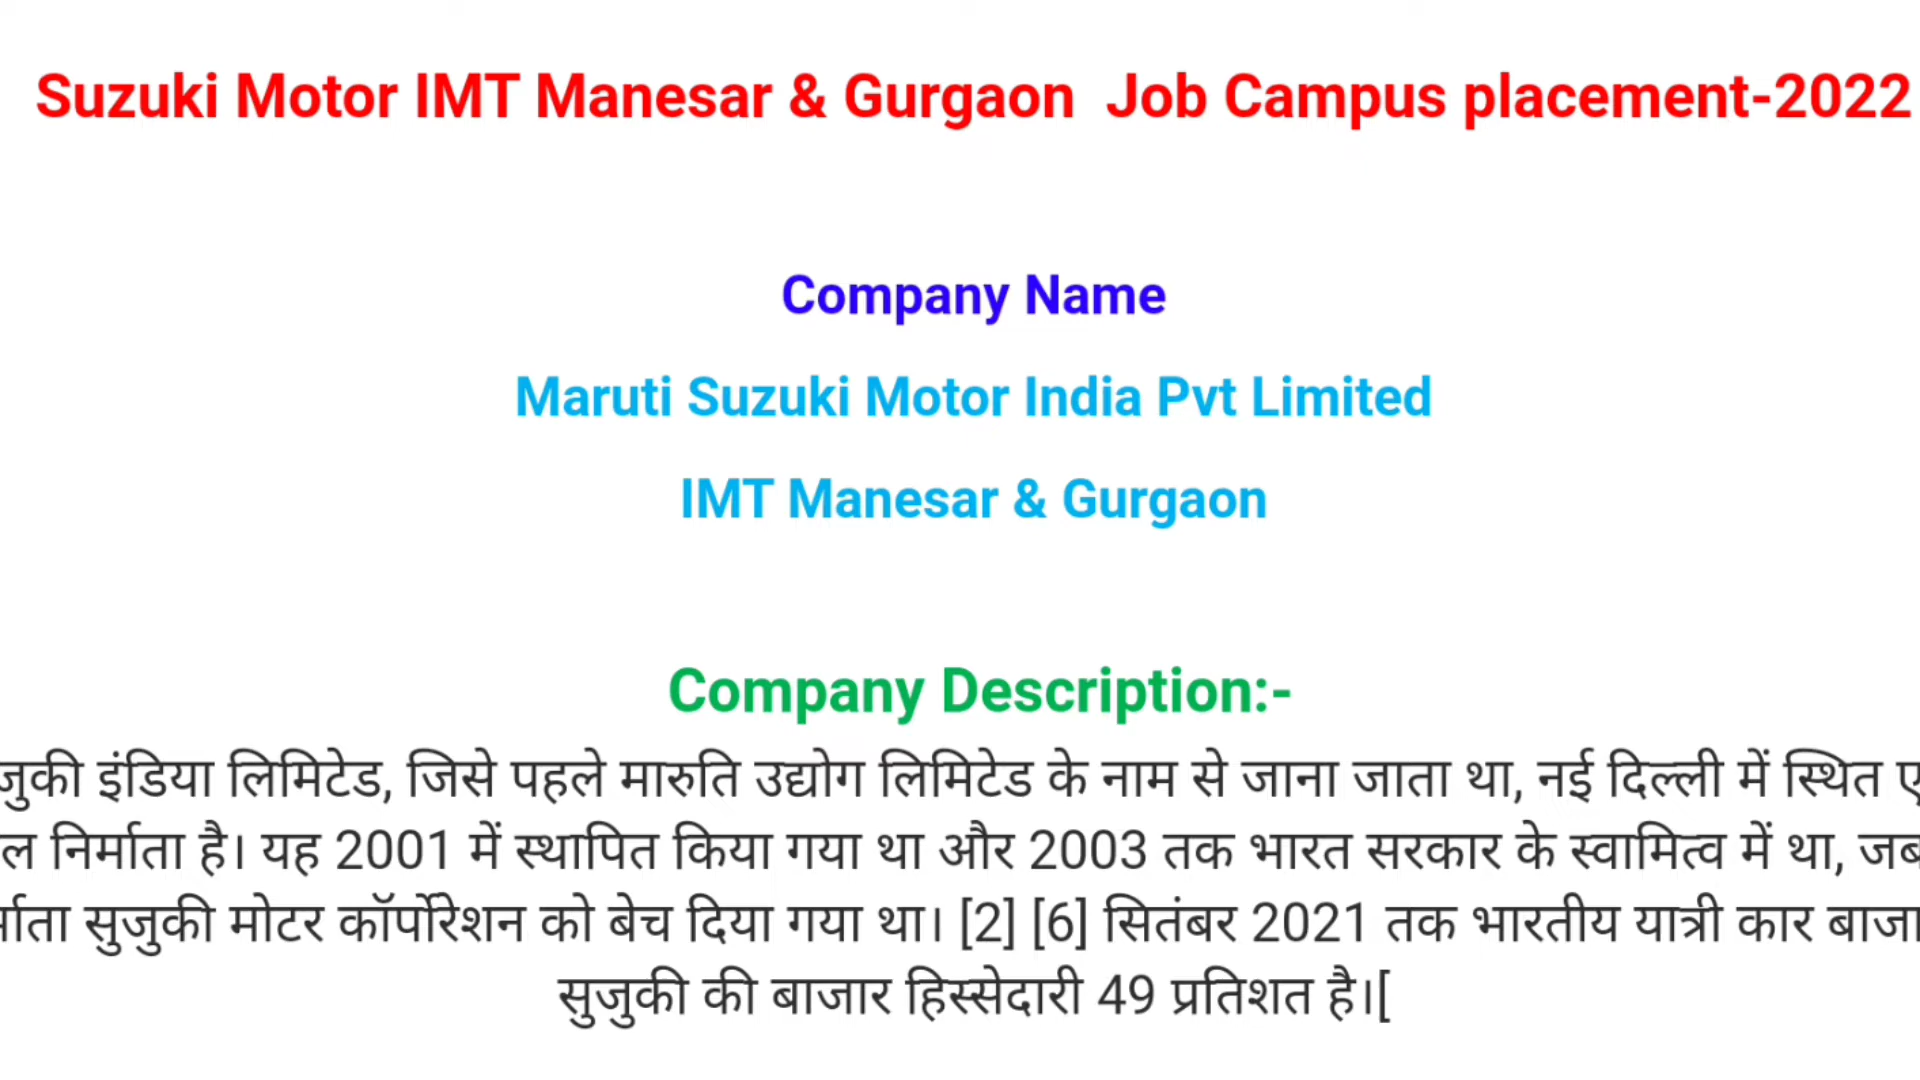 Suzuki Motor IMT Manesar & Gurgaon Job Campus placement-2022
Company Name
Maruti Suzuki Motor India Pvt Limited
IMT Manesar & Gurgaon
Company Description:-
जुकी इंडिया लिमिटेड, जिसे पहले मारुति उद्योग लिमिटेड के नाम से जाना जाता था, नई दिल्ली में स्थित ए
ल निर्माता है। यह 2001 में स्थापित किया गया था और 2003 तक भारत सरकार के स्वामित्व में था, जब
र्माता सुजुकी मोटर कॉर्पोरेशन को बेच दिया गया था। [2] [6] सितंबर 2021 तक भारतीय यात्री कार बाजा
सुजुकी की बाजार हिस्सेदारी 49 प्रतिशत है।[